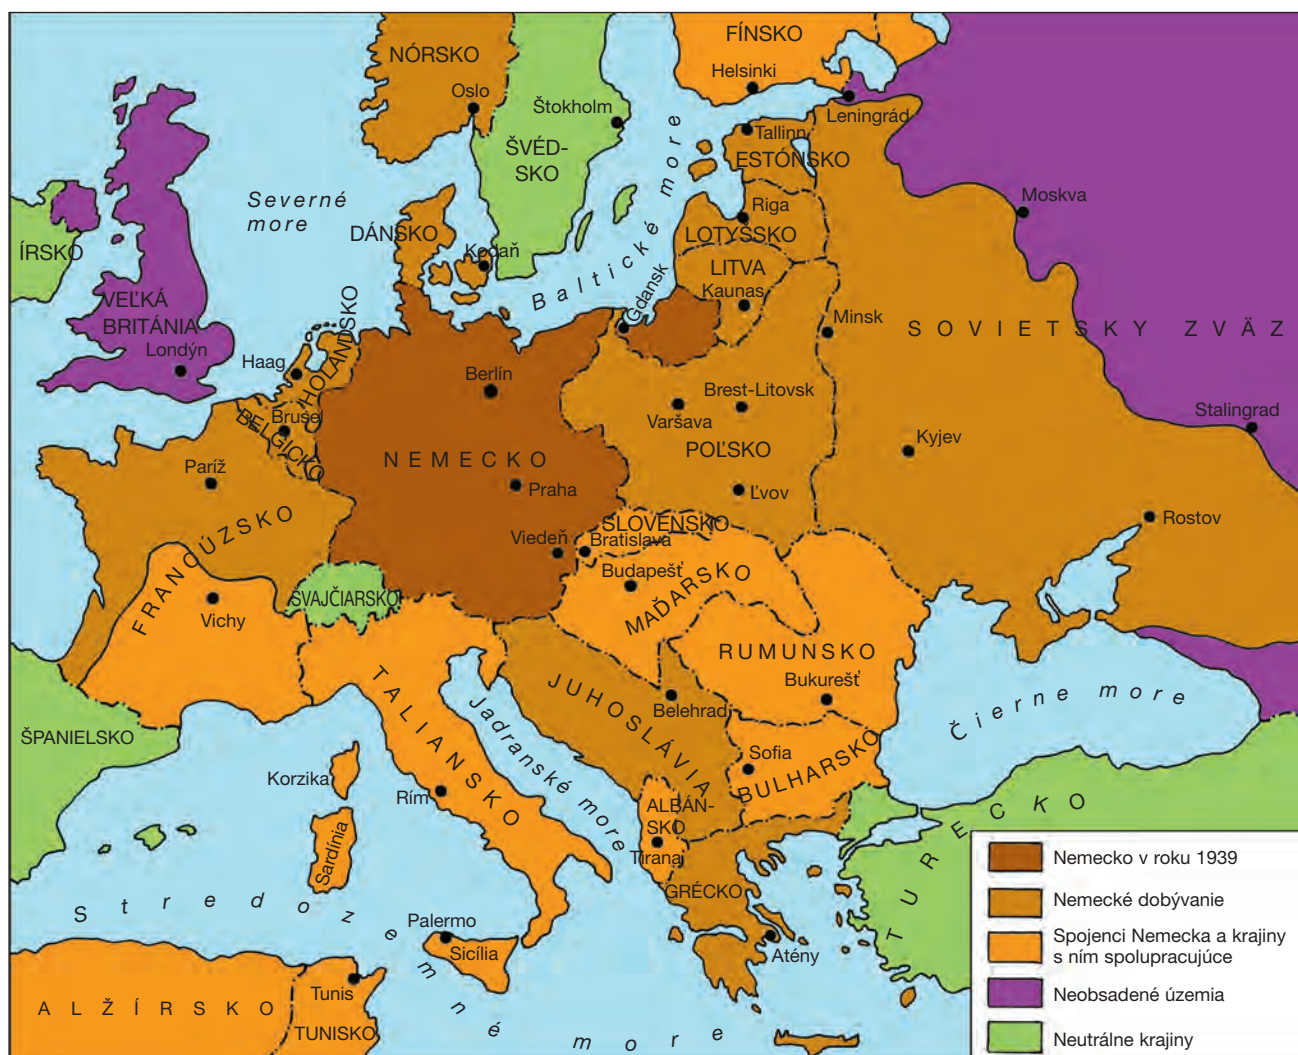 NÓRSKO
Oslo
Štokholm
ŠVÉD-
SKO
FÍNSKO
Helsinki
Leningrád
Tallinn
ESTÓNSKO
Severné
more
Baltické more
Riga
LOTYŠSKO
LITVA
Kaunas
Moskva
ÍRSKO
VEĽKÁ
BRITÁNIA
Londýn
DÁNSKO
Kodaň
Gdansk
Minsk
SOVIETSKY ZVÄZ
Haag
HOLANDSKO
Brusel
BELGICKO
Berlín
NEMECKO
Praha
Viedeň
Brest-Litovsk
Varšava
POĽSKO
Ľvov
Kyjev
Stalingrad
Rostov
Paríž
FRANCÚZSKO
Vichy
ŠVAJČIARSKO
SLOVENSKO
Bratislava
Budapešť
MAĎARSKO
RUMUNSKO
Bukurešť
JUHOSLÁVIA
Belehrad
Čierne more
ŠPANIELSKO
TALIANSKO
Jadranské more
Korzika
Rím
Sardínia
Sofia
BULHARSKO
ALBÁN-
SKO
Tirana
GRÉCKO
Atény
TURECKO
Stredozemné more
Palermo
Sicília
Tunis
ALŽÍRSKO
TUNISKO
Nemecko v roku 1939
Nemecké dobývanie
Spojenci Nemecka a krajiny
s ním spolupracujúce
Neobsadené územia
Neutrálne krajiny